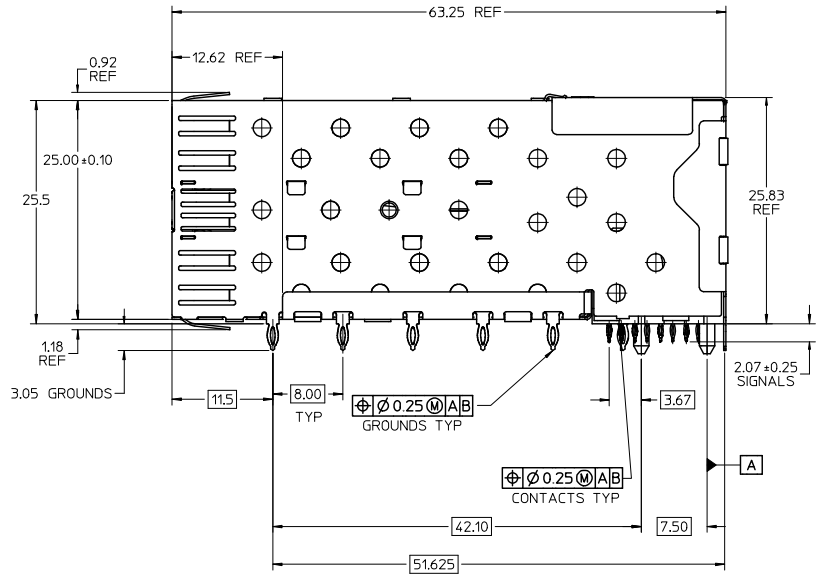 63.25 REF
12.62 REF
0.92
REF
25.00±0.10
25.5
25.83
REF
1.18
REF
3.05 GROUNDS
11.5
8.00
TYP
⌖ Ø 0.25 Ⓜ A B
GROUNDS TYP
2.07±0.25
SIGNALS
3.67
A
⌖ Ø 0.25 Ⓜ A B
CONTACTS TYP
42.10
7.50
51.625